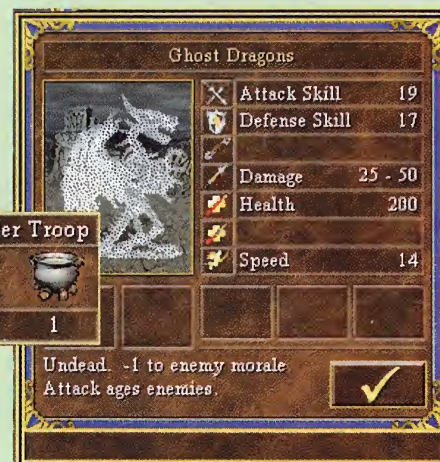 Ghost Dragons
Attack Skill 19
Defense Skill 17
Damage 25 - 50
Health 200
Speed 14
er Troop
1
Undead. -1 to enemy morale
Attack ages enemies.